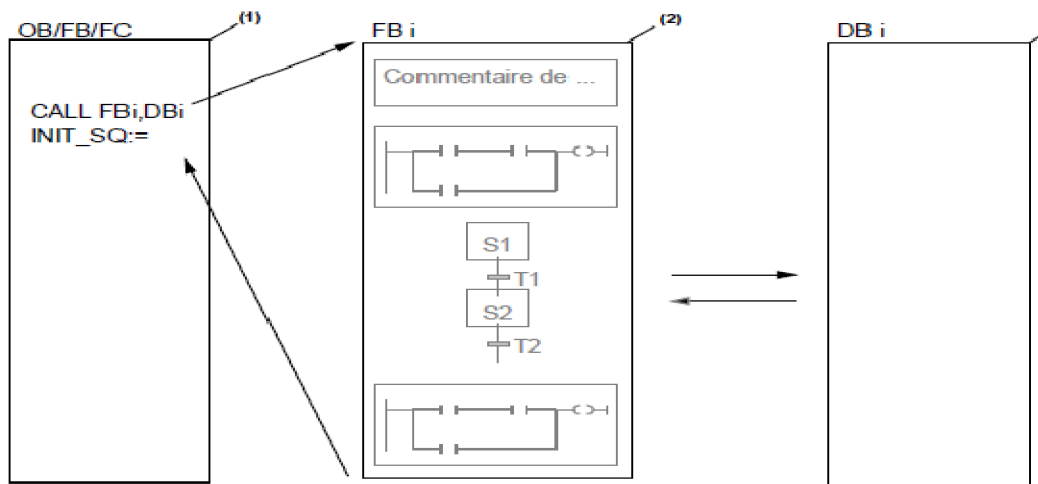 OB/FB/FC
(1)
CALL FBi,DBi
INIT_SQ:=
FB i
(2)
Commentaire de ...
S1
T1
S2
T2
DB i